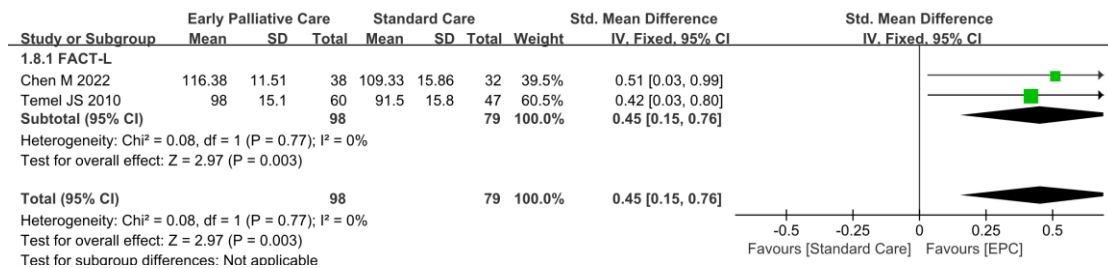 Early Palliative Care Standard Care Std. Mean Difference Std. Mean Difference
Study or Subgroup Mean SD Total Mean SD Total Weight IV, Fixed, 95% CI IV, Fixed, 95% CI
1.8.1 FACT-L
Chen M 2022 116.38 11.51 38 109.33 15.86 32 39.5% 0.51 [0.03, 0.99]
Temel JS 2010 98 15.1 60 91.5 15.8 47 60.5% 0.42 [0.03, 0.80]
Subtotal (95% CI) 98 79 100.0% 0.45 [0.15, 0.76]
Heterogeneity: Chi² = 0.08, df = 1 (P = 0.77); I² = 0%
Test for overall effect: Z = 2.97 (P = 0.003)
Total (95% CI) 98 79 100.0% 0.45 [0.15, 0.76]
Heterogeneity: Chi² = 0.08, df = 1 (P = 0.77); I² = 0%
Test for overall effect: Z = 2.97 (P = 0.003)
Test for subgroup differences: Not applicable
-0.5 -0.25 0 0.25 0.5
Favours [Standard Care] Favours [EPC]